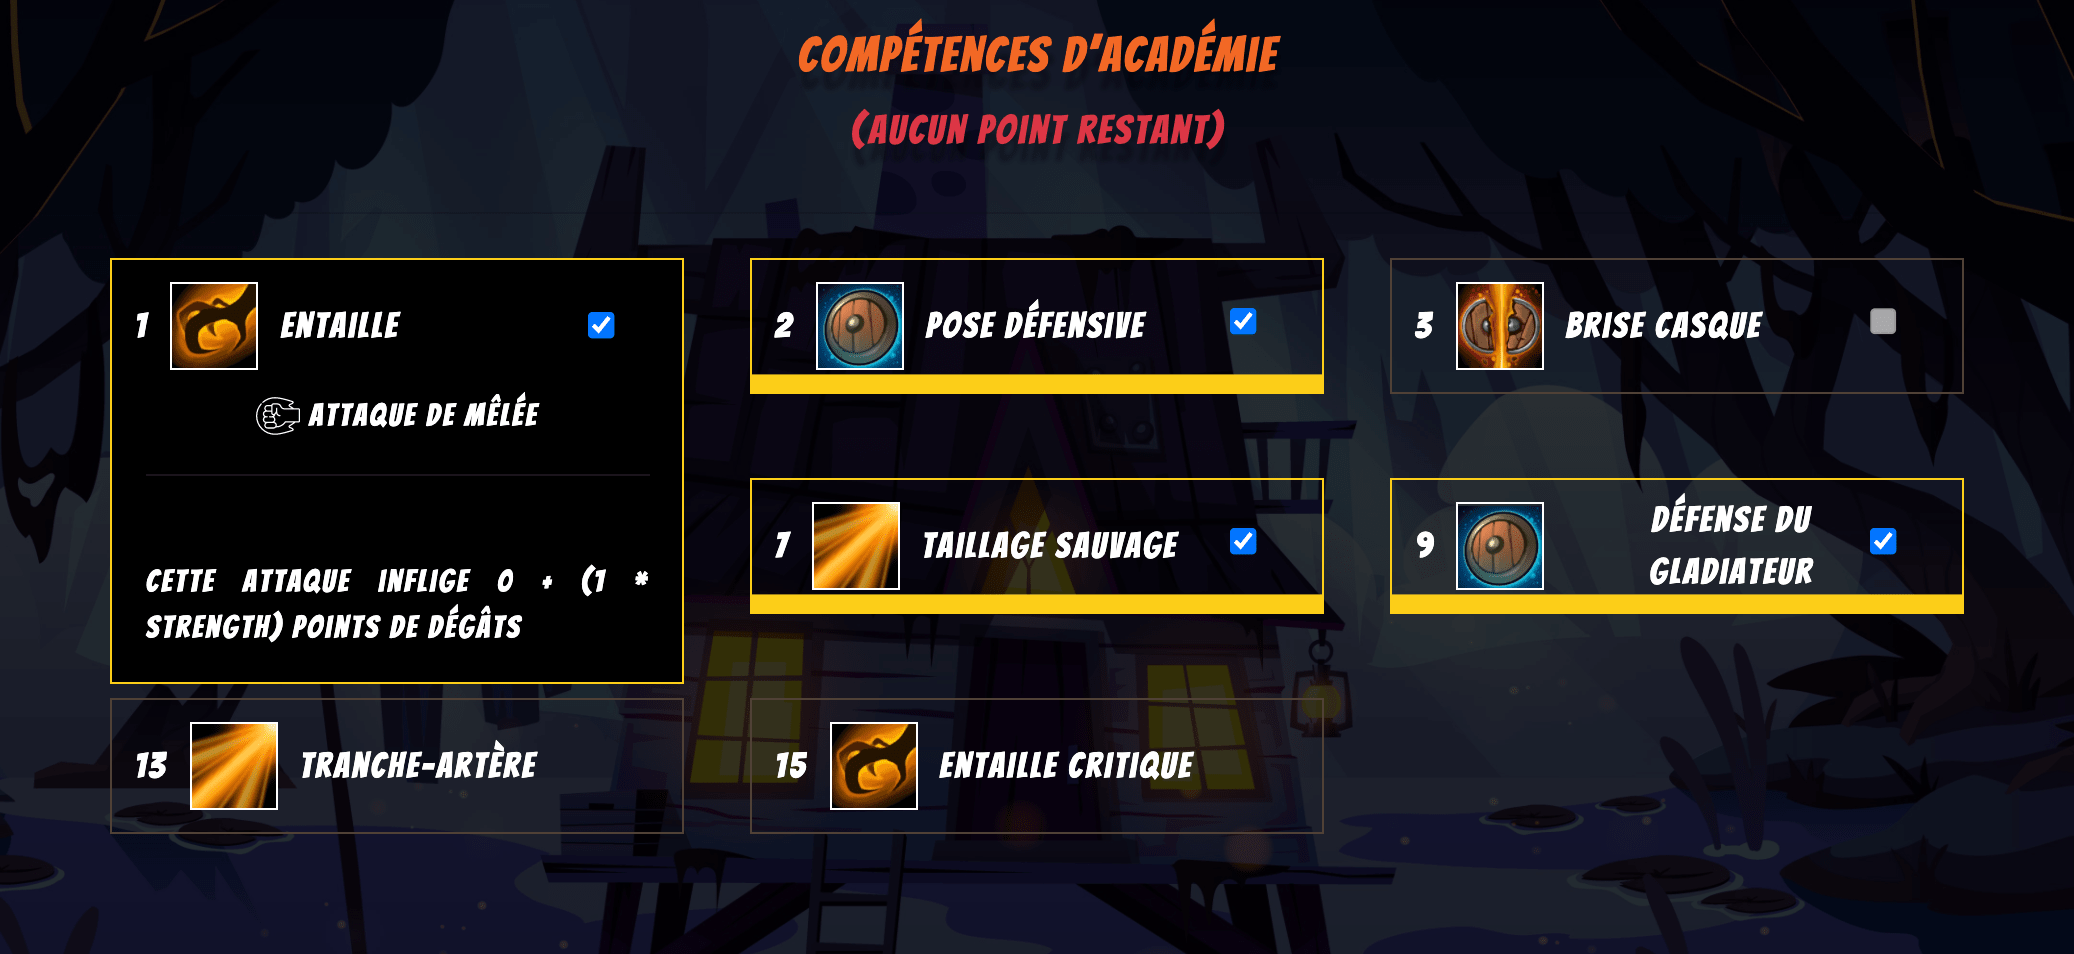 COMPÉTENCES D'ACADÉMIE
(AUCUN POINT RESTANT)
1 ENTAILLE
ATTAQUE DE MÊLÉE
CETTE ATTAQUE INFLIGE 0 + (1 *
STRENGTH) POINTS DE DÉGÂTS
2 POSE DÉFENSIVE
3 BRISE CASQUE
7 TAILLAGE SAUVAGE
9 DÉFENSE DU
GLADIATEUR
13 TRANCHE-ARTÈRE
15 ENTAILLE CRITIQUE